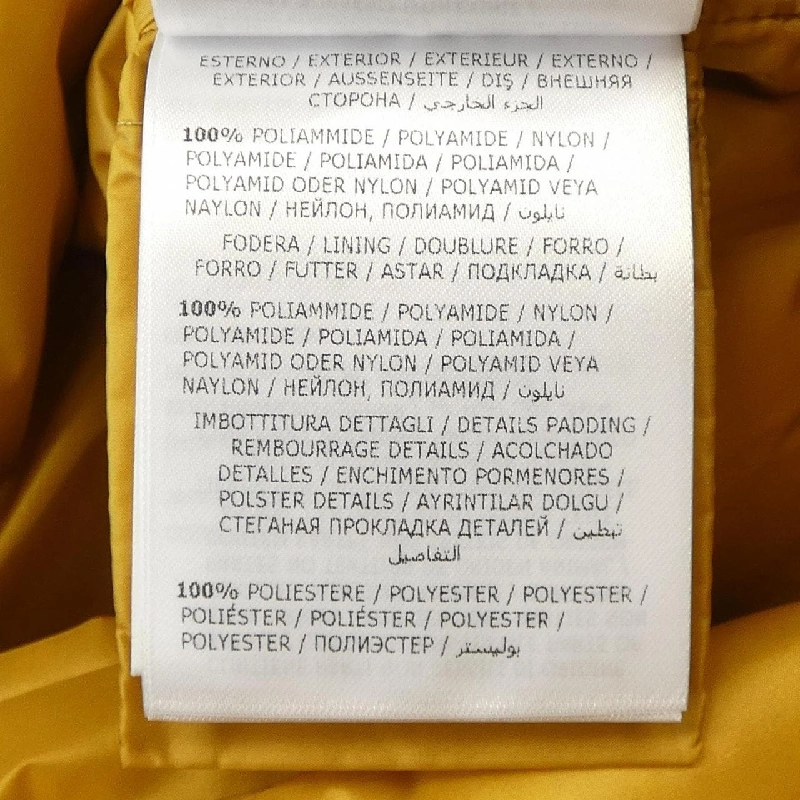 ESTERNO / EXTERIOR / EXTERIEUR / EXTERNO /
EXTERIOR / AUSSENSEITE / DIŞ / ВНЕШНЯЯ
СТОРОНА / الجزء الخارجي
100% POLIAMMIDE / POLYAMIDE / NYLON /
POLYAMIDE / POLIAMIDA / POLIAMIDA /
POLYAMID ODER NYLON / POLYAMID VEYA
NAYLON / НЕЙЛОН, ПОЛИАМИД / نايلون
FODERA / LINING / DOUBLURE / FORRO /
FORRO / FUTTER / ASTAR / ПОДКЛАДКА / بطانة
100% POLIAMMIDE / POLYAMIDE / NYLON /
POLYAMIDE / POLIAMIDA / POLIAMIDA /
POLYAMID ODER NYLON / POLYAMID VEYA
NAYLON / НЕЙЛОН, ПОЛИАМИД / نايلون
IMBOTTITURA DETTAGLI / DETAILS PADDING /
REMBOURRAGE DETAILS / ACOLCHADO
DETALLES / ENCHIMENTO PORMENORES /
POLSTER DETAILS / AYRINTILAR DOLGU /
СТЕГАНАЯ ПРОКЛАДКА ДЕТАЛЕЙ / تبطين
التفاصيل
100% POLIESTERE / POLYESTER / POLYESTER /
POLIÉSTER / POLIÉSTER / POLYESTER /
POLYESTER / ПОЛИЭСТЕР / بوليستر